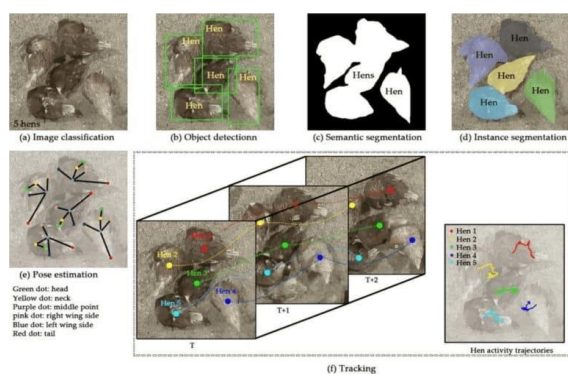 5 hens
(a) Image classification
Hen
Hen
Hen
Hen
Hen
(b) Object detectionn
Hens
Hen
(c) Semantic segmentation
Hen
Hen
Hen
Hen
Hen
(d) Instance segmentation
(e) Pose estimation
Green dot: head
Yellow dot: neck
Purple dot: middle point
pink dot: right wing side
Blue dot: left wing side
Red dot: tail
Hen 2
Hen 3
Hen 4
Hen 5
T
T+1
T+2
Hen 1
Hen 2
Hen 3
Hen 4
Hen 5
Hen activity trajectories
(f) Tracking